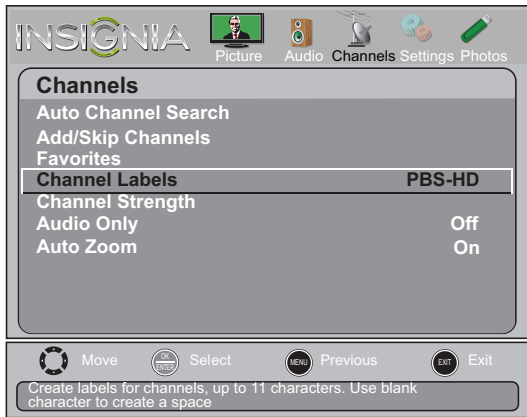 INSIGNIA
Picture Audio Channels Settings Photos
Channels
Auto Channel Search
Add/Skip Channels
Favorites
Channel Labels PBS-HD
Channel Strength
Audio Only Off
Auto Zoom On
Move OK ENTER Select MENU Previous EXIT Exit
Create labels for channels, up to 11 characters. Use blank
character to create a space